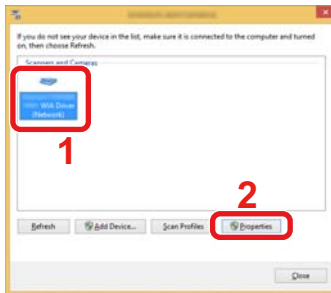 If you do not see your device in the list, make sure it is connected to the computer and turned
on, then choose Refresh.
Scanners and Cameras
WIA Driver
(Network)
1
2
Refresh
Add Device...
Scan Profiles
Properties
Close